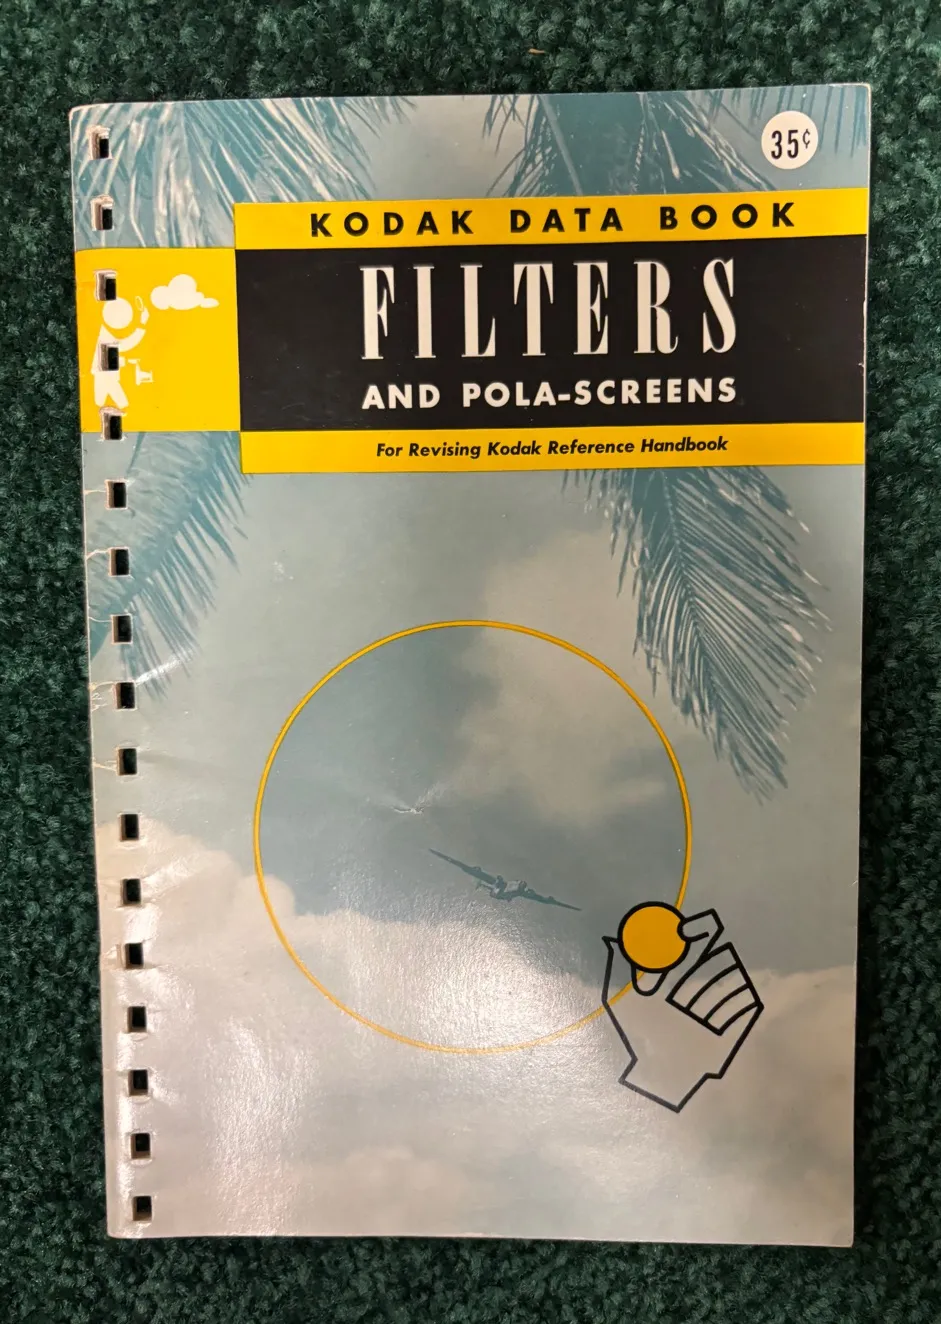 35¢
KODAK DATA BOOK
FILTERS
AND POLA-SCREENS
For Revising Kodak Reference Handbook